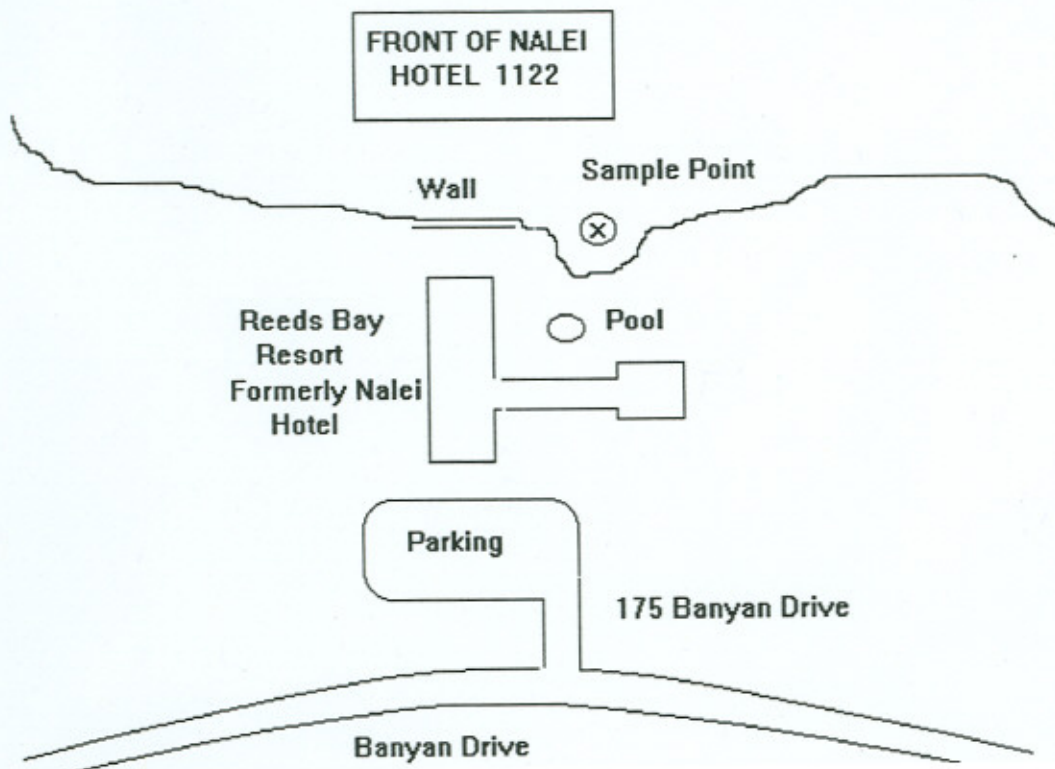 FRONT OF NALEI
HOTEL 1122
Sample Point
Wall
Pool
Reeds Bay
Resort
Formerly Nalei
Hotel
Parking
175 Banyan Drive
Banyan Drive